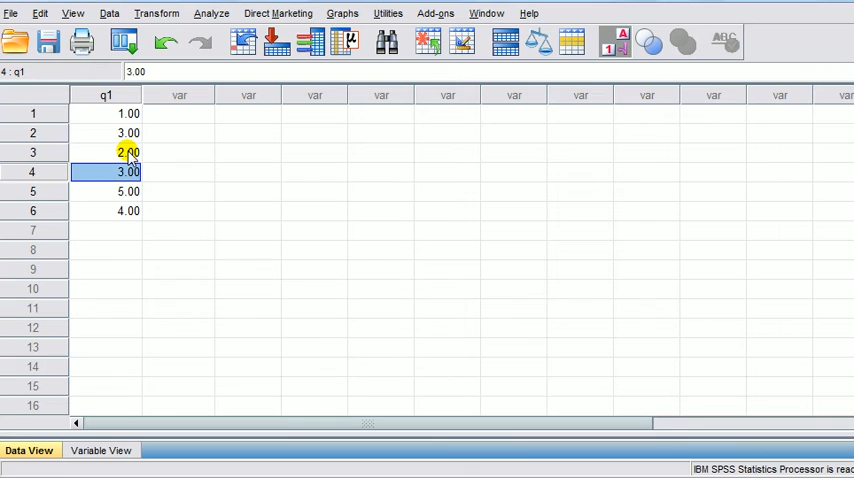 File Edit View Data Transform Analyze Direct Marketing Graphs Utilities Add-ons Window Help
A
1
ABC
4 : q1 3.00
q1 var var var var var var var var var var var
1 1.00
2 3.00
3 2.00
4 3.00
5 5.00
6 4.00
7
8
9
10
11
12
13
14
15
16
Data View Variable View
IBM SPSS Statistics Processor is read